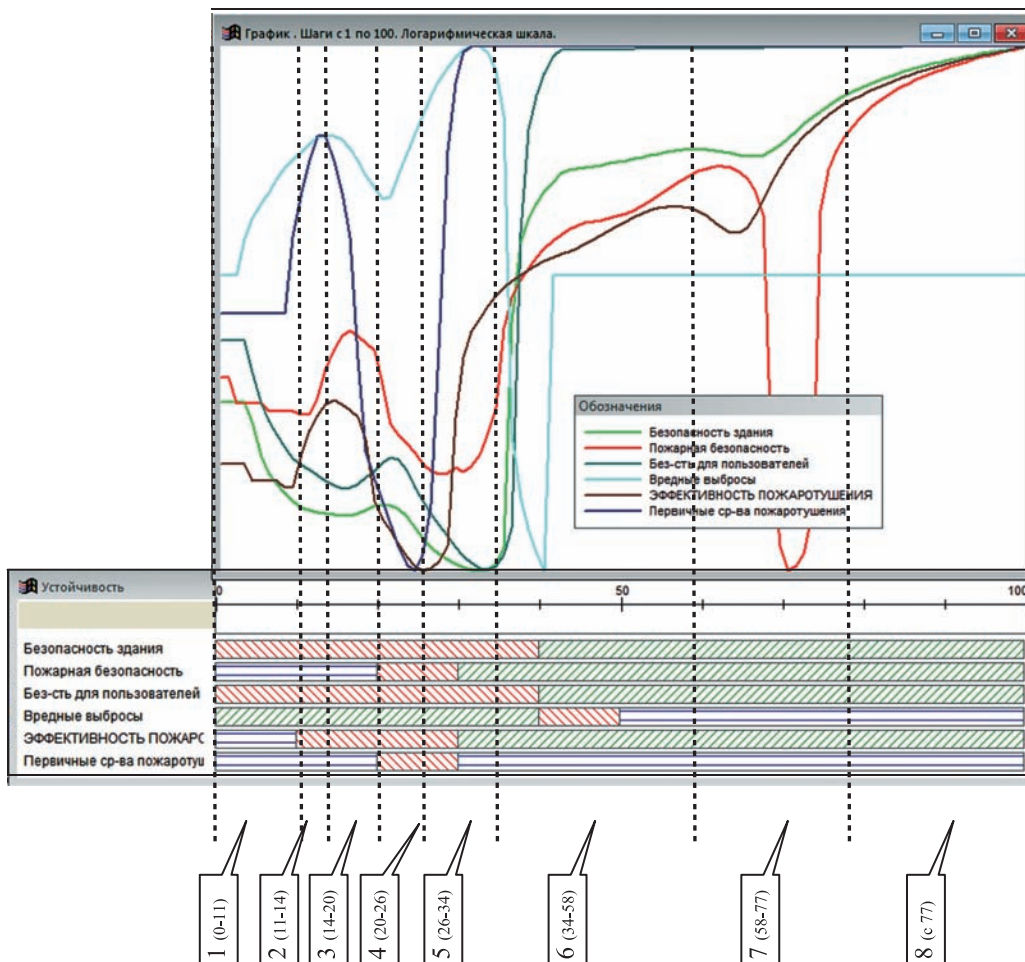 График . Шаги с 1 по 100. Логарифмическая шкала.
Обозначения
Безопасность здания
Пожарная безопасность
Без-сть для пользователей
Вредные выбросы
ЭФФЕКТИВНОСТЬ ПОЖАРОТУШЕНИЯ
Первичные ср-ва пожаротушения
Устойчивость
0 50 100
Безопасность здания
Пожарная безопасность
Без-сть для пользователей
Вредные выбросы
ЭФФЕКТИВНОСТЬ ПОЖАРС
Первичные ср-ва пожаротуш
1 (0-11)
2 (11-14)
3 (14-20)
4 (20-26)
5 (26-34)
6 (34-58)
7 (58-77)
8 (с 77)